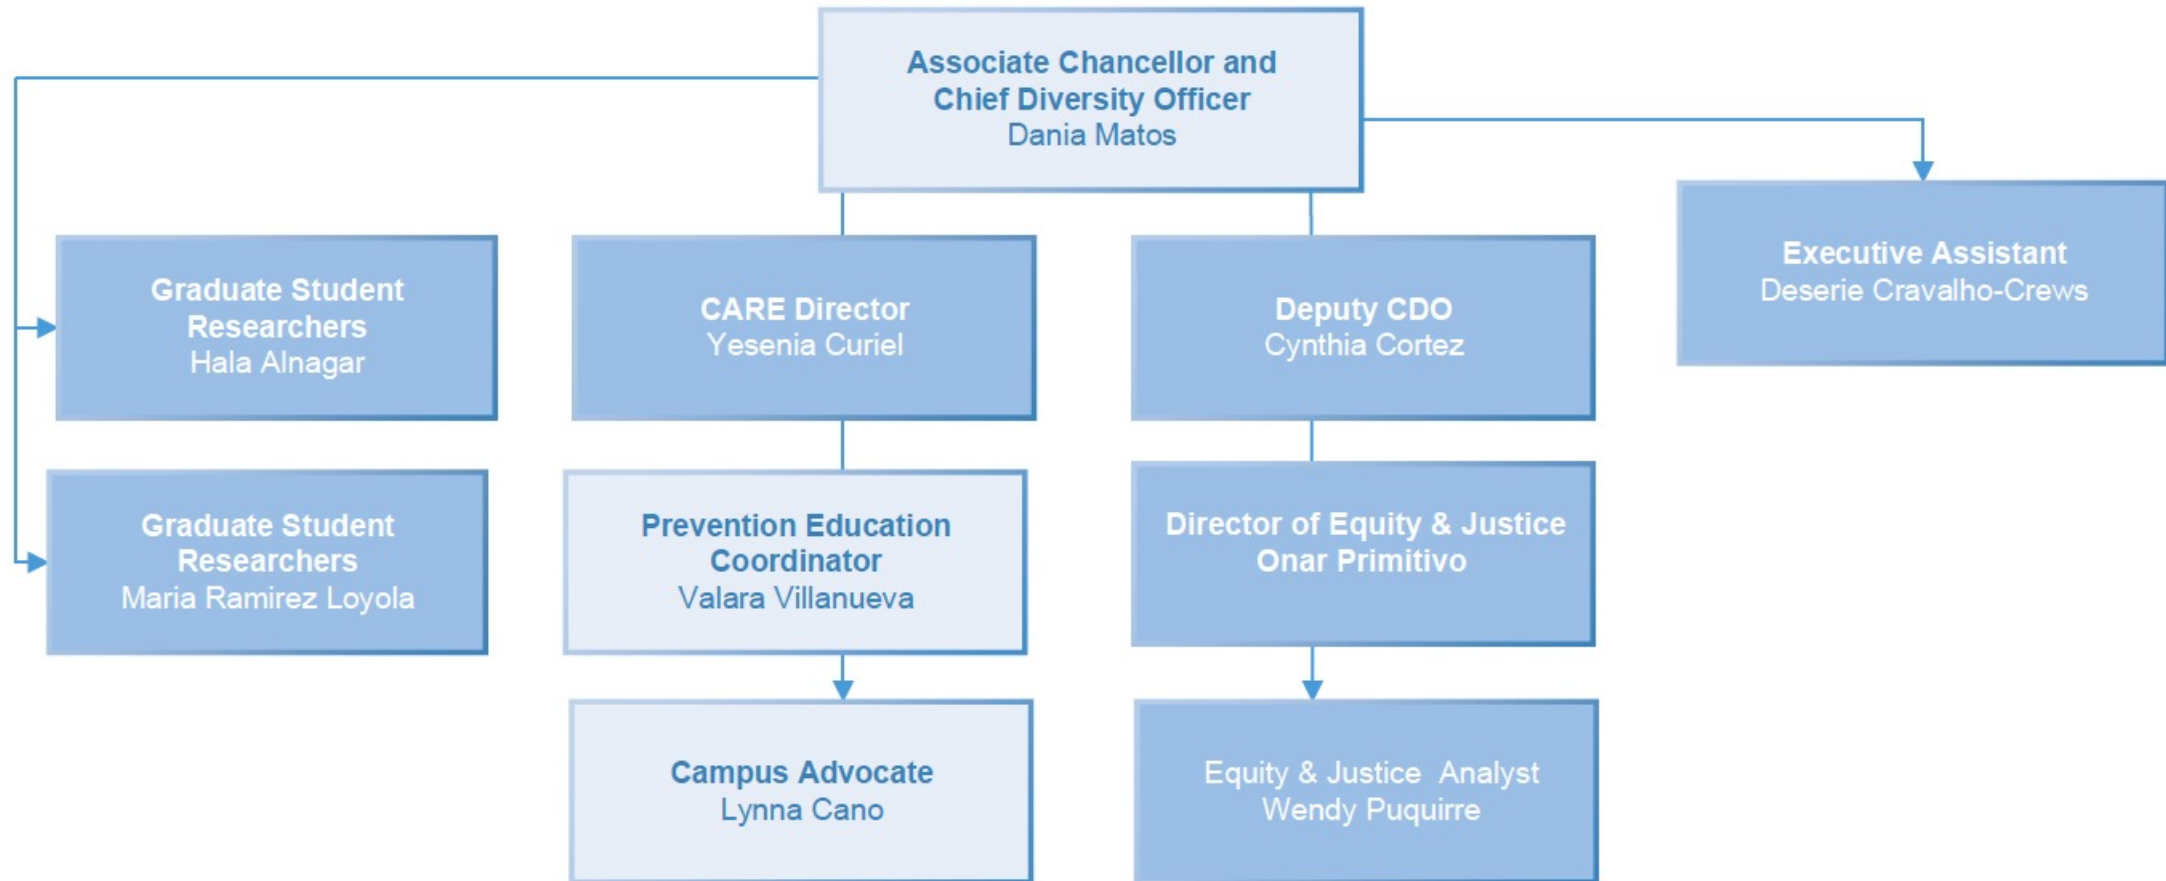 Associate Chancellor and
Chief Diversity Officer
Dania Matos
Executive Assistant
Deserie Cravalho-Crews
Graduate Student
Researchers
Hala Alnagar
CARE Director
Yesenia Curiel
Deputy CDO
Cynthia Cortez
Graduate Student
Researchers
Maria Ramirez Loyola
Prevention Education
Coordinator
Valara Villanueva
Director of Equity & Justice
Onar Primitivo
Campus Advocate
Lynna Cano
Equity & Justice  Analyst
Wendy Puquirre